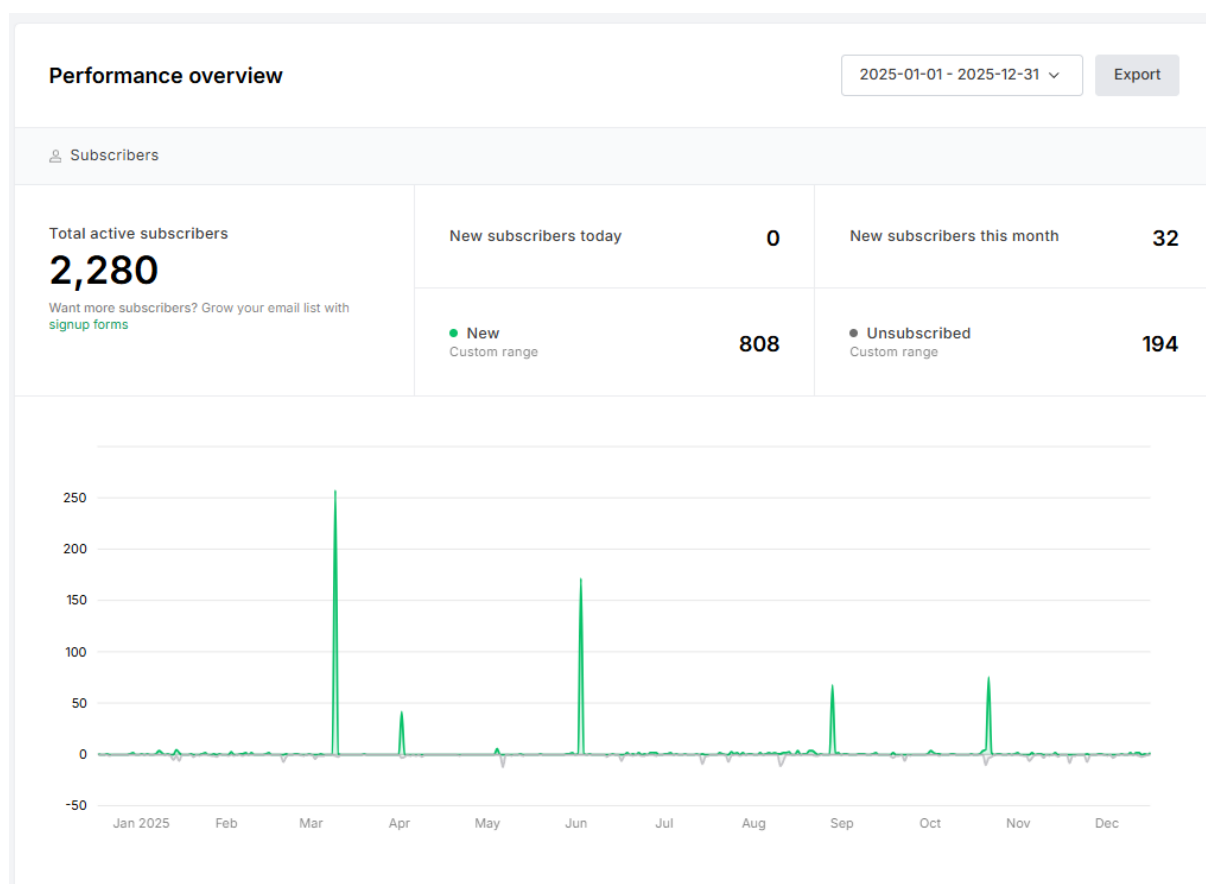 Performance overview
2025-01-01 - 2025-12-31
Export
Subscribers
Total active subscribers
2,280
Want more subscribers? Grow your email list with
signup forms
New subscribers today
0
New subscribers this month
32
New
Custom range
808
Unsubscribed
Custom range
194
250
200
150
100
50
0
-50
Jan 2025 Feb Mar Apr May Jun Jul Aug Sep Oct Nov Dec